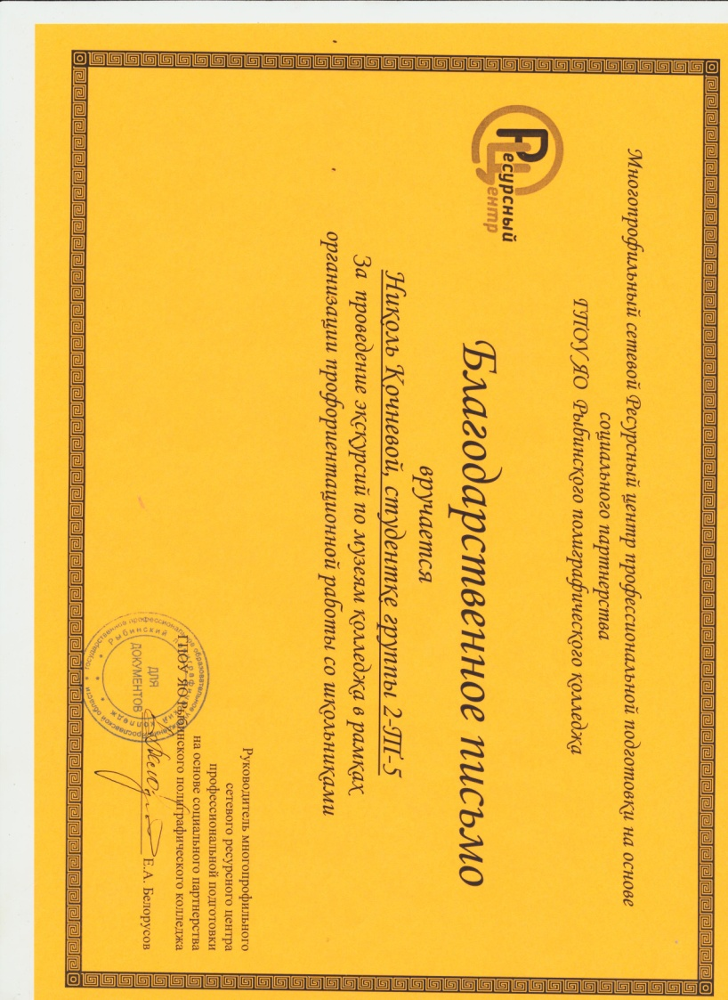 Многопрофильный сетевой Ресурсный центр профессиональной подготовки на основе
социального партнерства
ГПОУ ЯО Рыбинского полиграфического колледжа
Ресурсный
Центр
Благодарственное письмо
вручается
Николь Кочневой, студентке группы 2-ТП-5
За проведение экскурсий по музеям колледжа в рамках
организации профориентационной работы со школьниками
Руководитель многопрофильного
сетевого ресурсного центра
профессиональной подготовки
на основе социального партнерства
ГПОУ ЯО Рыбинского полиграфического колледжа
Е.А. Белорусов
ДЛЯ
ДОКУМЕНТОВ